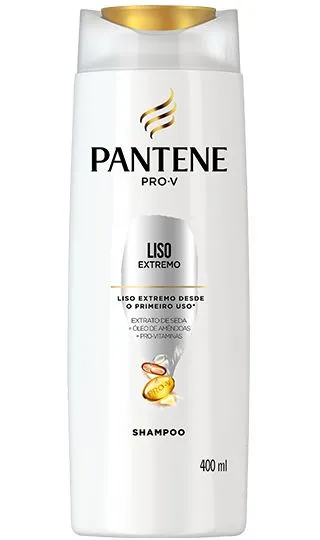 PANTENE
PRO-V
LISO
EXTREMO
LISO EXTREMO DESDE
O PRIMEIRO USO*
EXTRATO DE SEDA
+ ÓLEO DE AMÊNDOAS
+ PRO-VITAMINAS
PRO-V
SHAMPOO
400 ml